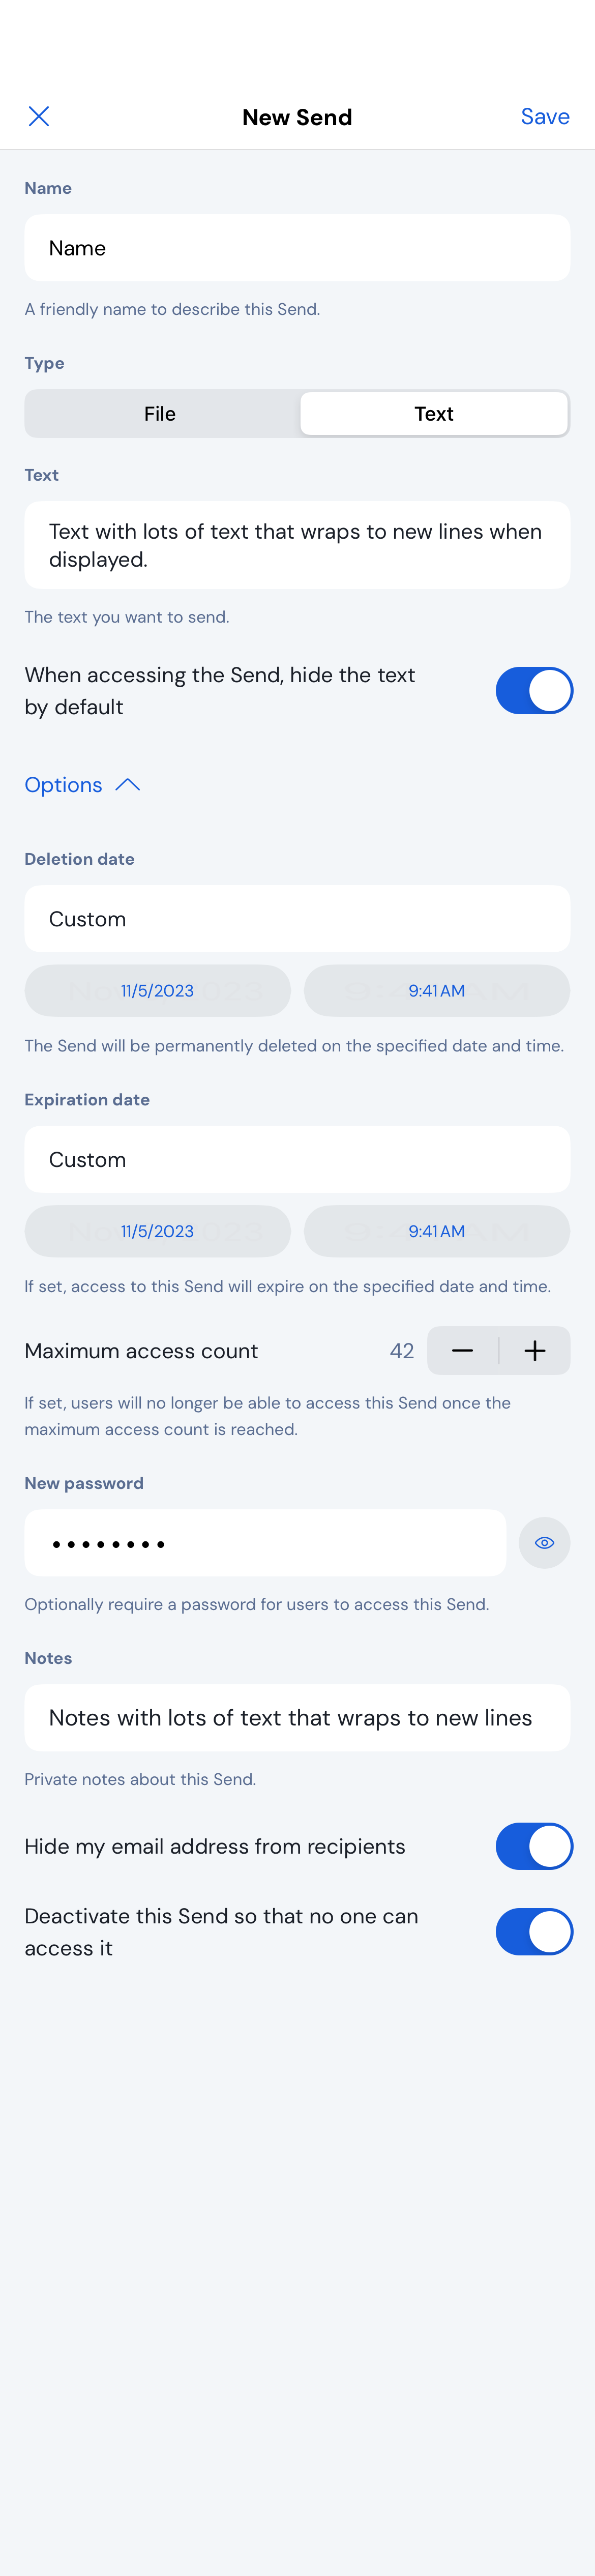 New Send
Save
Name
Name
A friendly name to describe this Send.
Type
File
Text
Text
Text with lots of text that wraps to new lines when
displayed.
The text you want to send.
When accessing the Send, hide the text
by default
Options
Deletion date
Custom
11/5/2023
9:41 AM
The Send will be permanently deleted on the specified date and time.
Expiration date
Custom
11/5/2023
9:41 AM
If set, access to this Send will expire on the specified date and time.
Maximum access count
42
If set, users will no longer be able to access this Send once the
maximum access count is reached.
New password
••••••••
Optionally require a password for users to access this Send.
Notes
Notes with lots of text that wraps to new lines
Private notes about this Send.
Hide my email address from recipients
Deactivate this Send so that no one can
access it